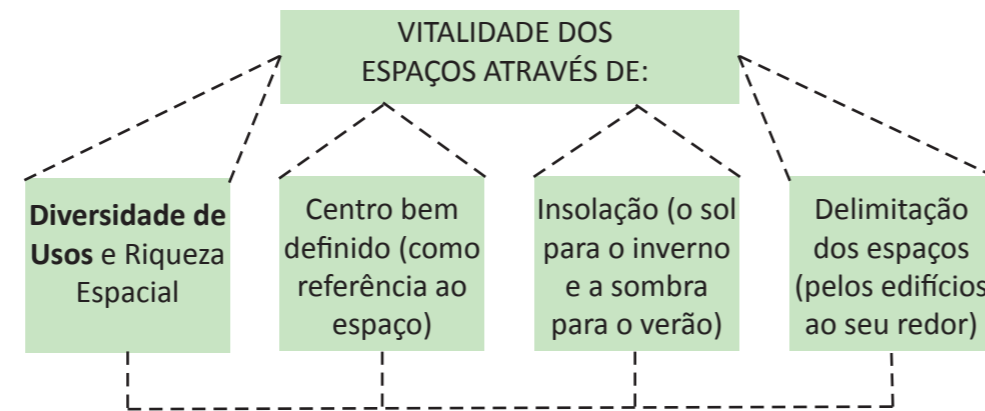 VITALIDADE DOS
ESPAÇOS ATRAVÉS DE:
Diversidade de
Usos e Riqueza
Espacial
Centro bem
definido (como
referência ao
espaço)
Insolação (o sol
para o inverno
e a sombra
para o verão)
Delimitação
dos espaços
(pelos edifícios
ao seu redor)